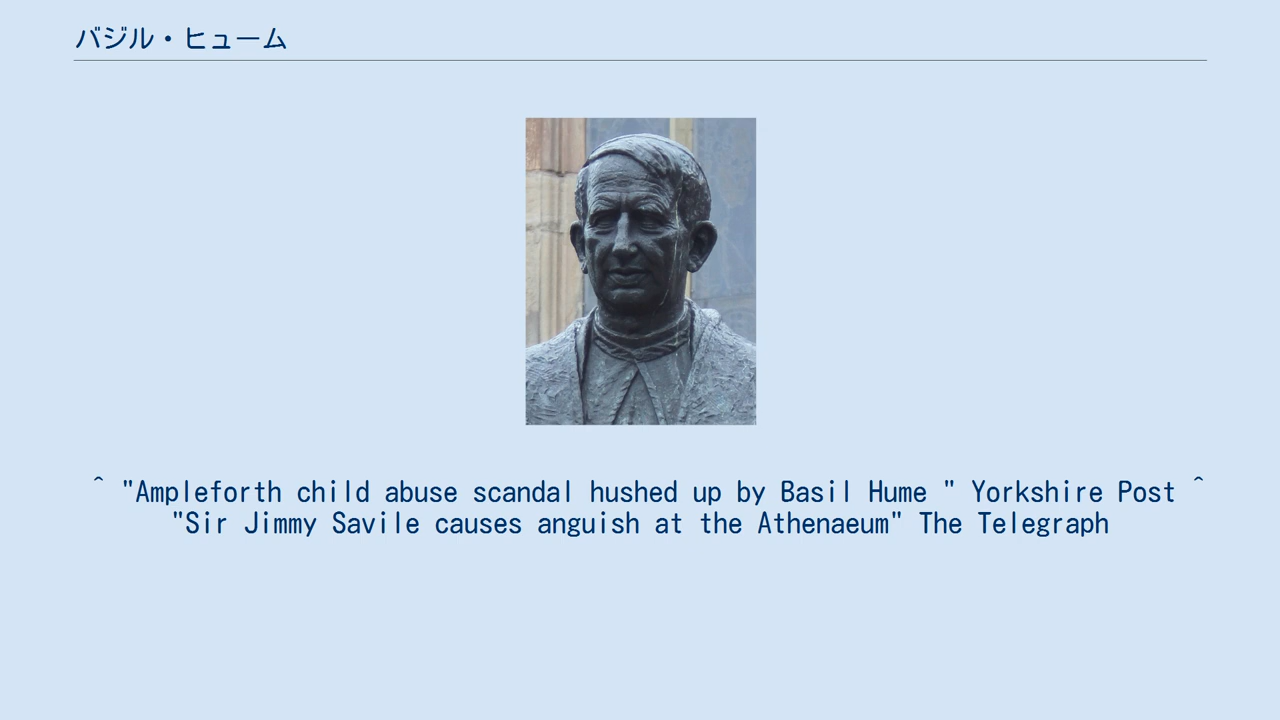 バジル・ヒューム
^ "Ampleforth child abuse scandal hushed up by Basil Hume " Yorkshire Post ^
"Sir Jimmy Savile causes anguish at the Athenaeum" The Telegraph